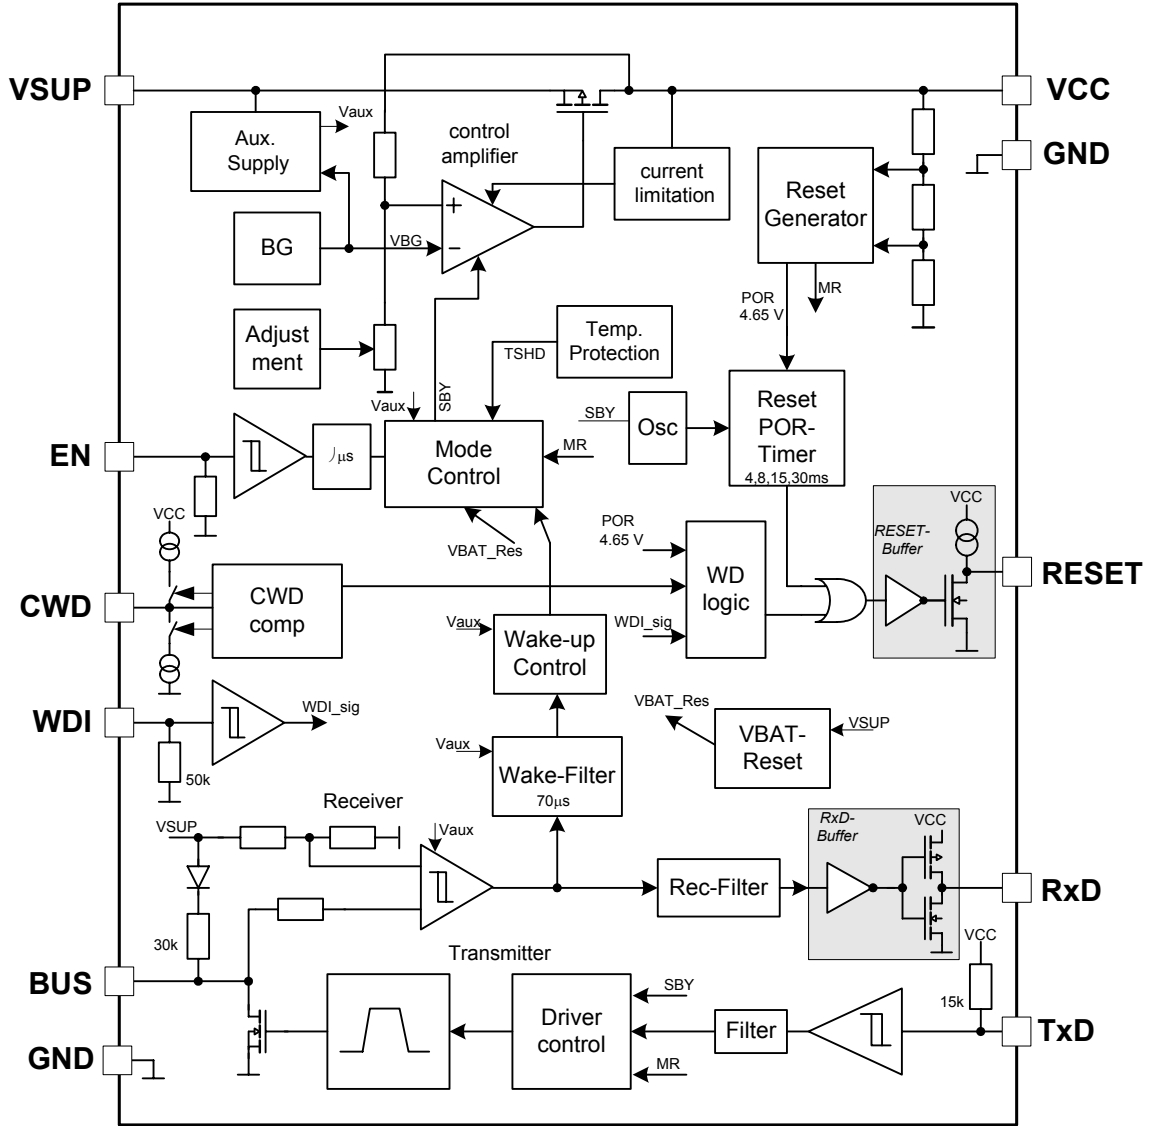 VSUP
VCC
Vaux
Aux.
Supply
control
amplifier
GND
current
limitation
Reset
Generator
+
BG
VBG
−
MR
POR
4.65 V
Adjust
ment
Temp.
Protection
TSHD
SBY
Vaux
SBY
Osc
Reset
POR-
Timer
4,8,15,30ms
EN
μs
Mode
Control
MR
VCC
VCC
POR
4.65 V
RESET-
Buffer
VBAT_Res
RESET
CWD
CWD
comp
WD
logic
Vaux
WDI_sig
Wake-up
Control
WDI
WDI_sig
VBAT_Res
VSUP
VBAT-
Reset
50k
Vaux
Wake-Filter
70μs
Receiver
VSUP
Vaux
RxD-
Buffer
VCC
Rec-Filter
RxD
30k
VCC
Transmitter
BUS
SBY
15k
Driver
control
Filter
TxD
GND
MR